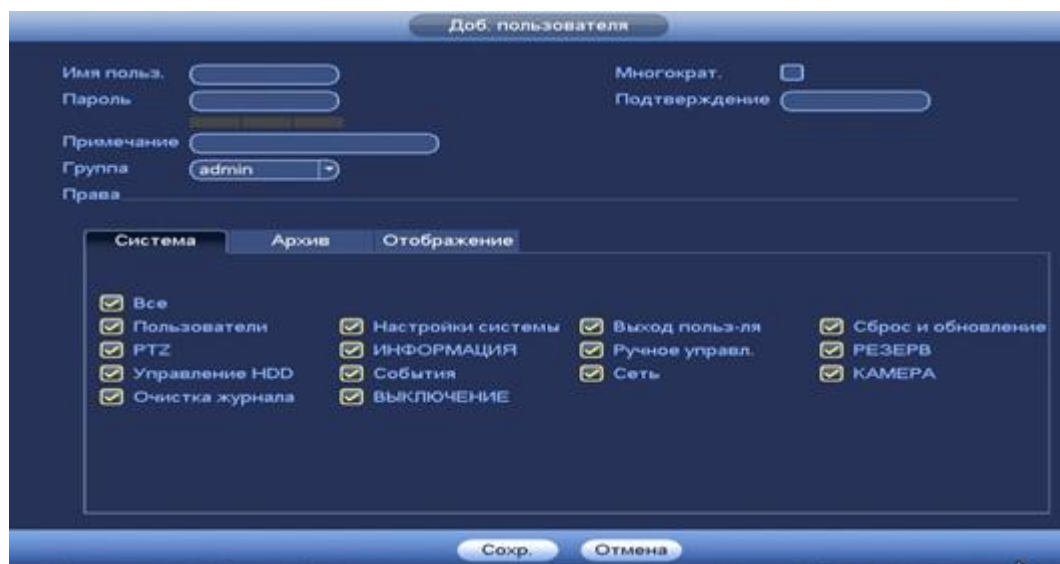 Доб. пользователя
Имя польз. Многократ.
Пароль Подтверждение
Примечание
Группа admin
Права
Система Архив Отображение
Все
Пользователи Настройки системы Выход польз-ля Сброс и обновление
PTZ ИНФОРМАЦИЯ Ручное управл. РЕЗЕРВ
Управление HDD События Сеть КАМЕРА
Очистка журнала ВЫКЛЮЧЕНИЕ
Сохр. Отмена